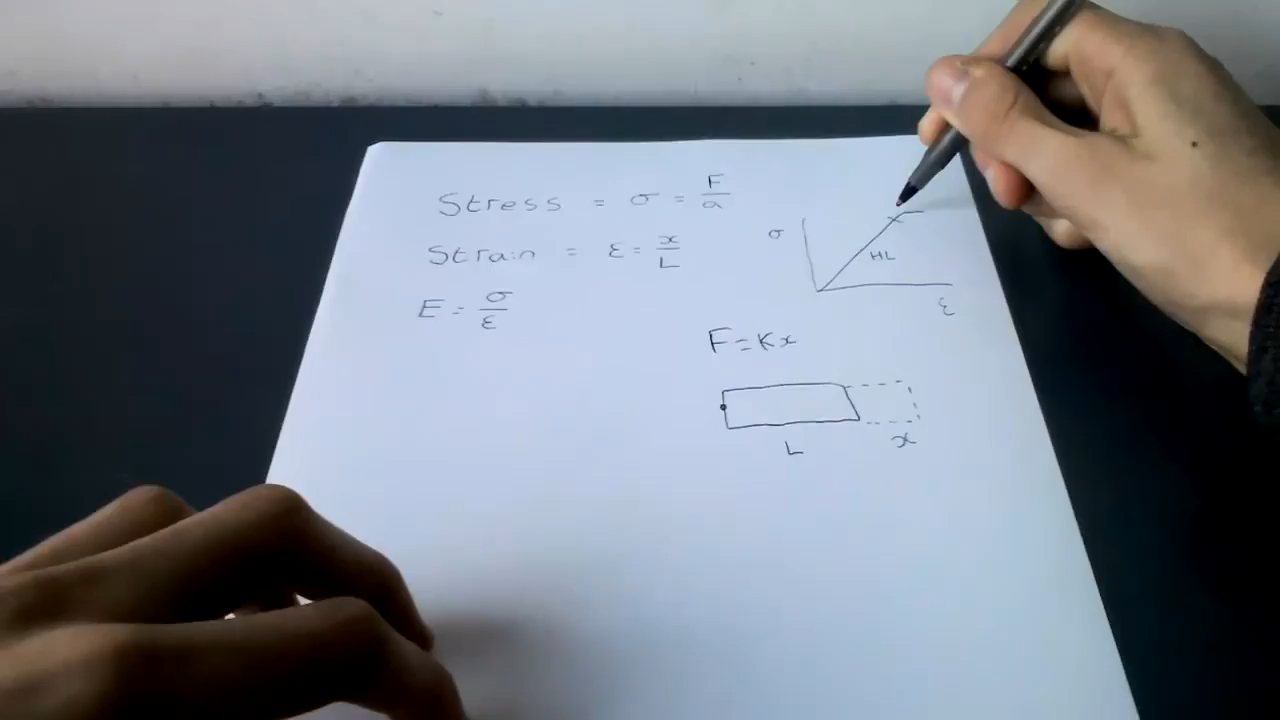 Stress = σ = F/a
Strain = ε = x/L
E = σ/ε
σ
HL
ε
F = Kx
L
x